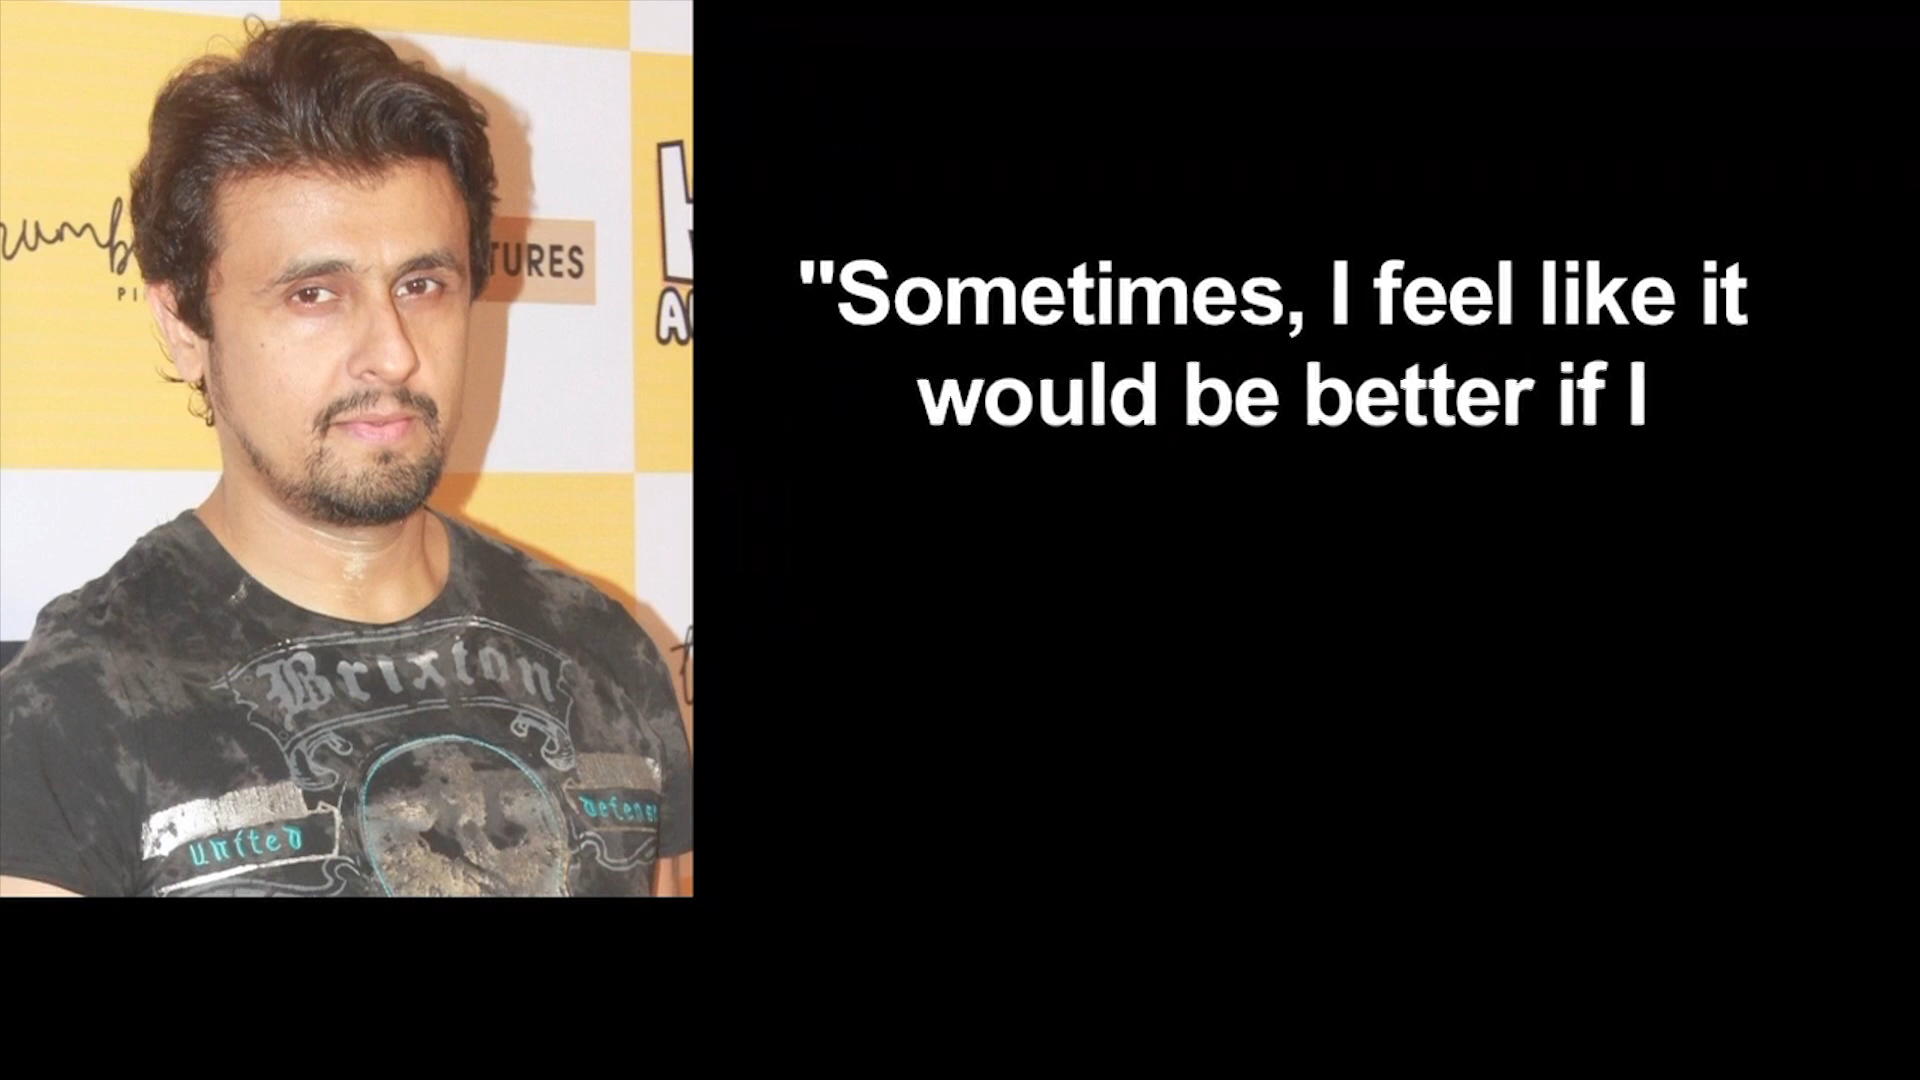 "Sometimes, I feel like it
would be better if I
TURES
Brixton
united